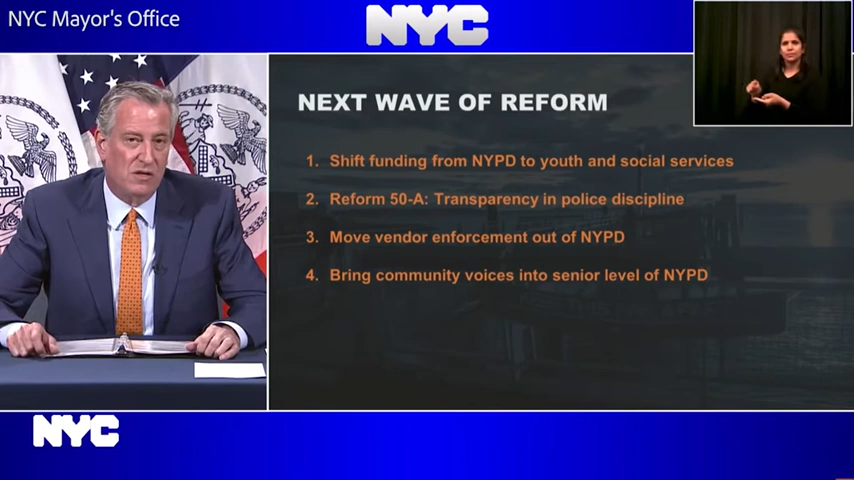 NYC Mayor's Office
NYC
NEXT WAVE OF REFORM
1. Shift funding from NYPD to youth and social services
2. Reform 50-A: Transparency in police discipline
3. Move vendor enforcement out of NYPD
4. Bring community voices into senior level of NYPD
NYC